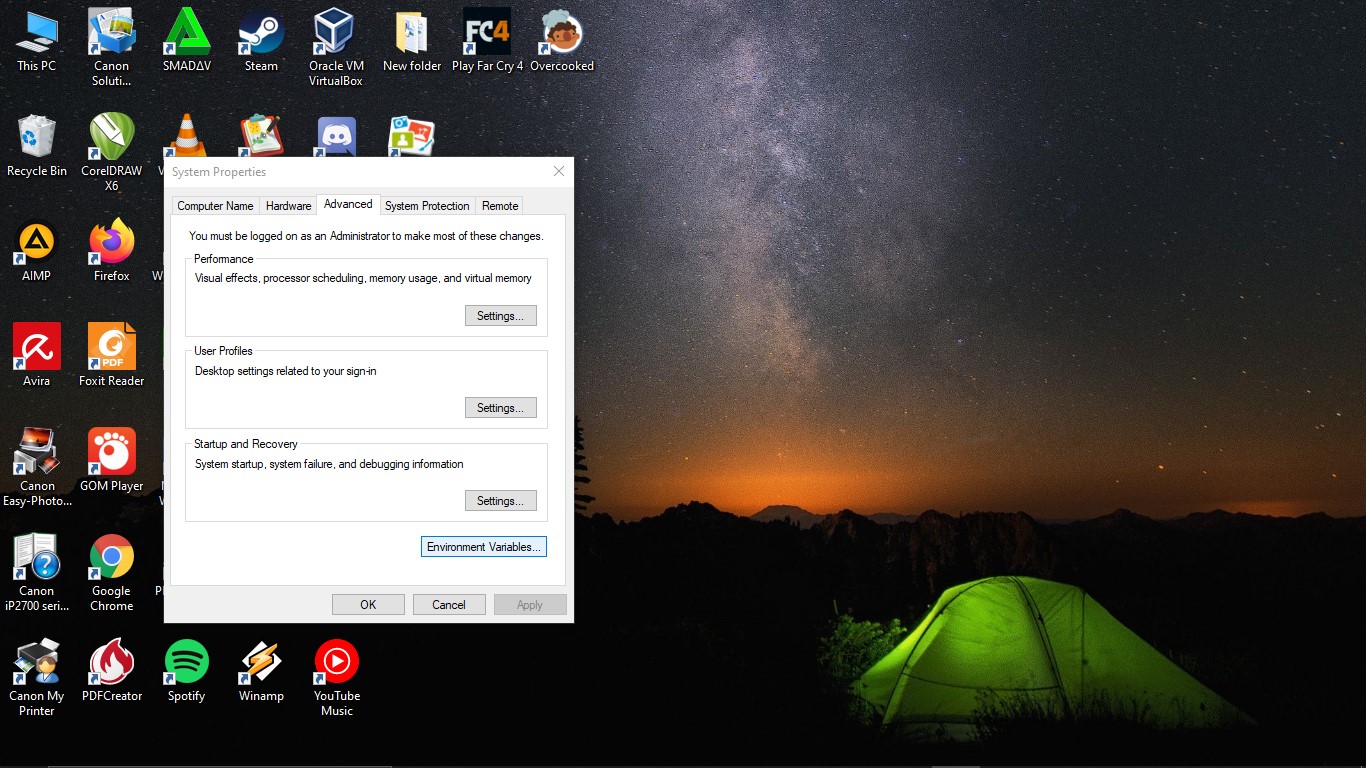 This PC
Canon
Soluti...
SMADΔV
Steam
Oracle VM
VirtualBox
New folder
FC4
Play Far Cry 4
Overcooked
Recycle Bin
CorelDRAW
X6
System Properties
Computer Name
Hardware
Advanced
System Protection
Remote
You must be logged on as an Administrator to make most of these changes.
Performance
Visual effects, processor scheduling, memory usage, and virtual memory
Settings...
User Profiles
Desktop settings related to your sign-in
Settings...
Startup and Recovery
System startup, system failure, and debugging information
Settings...
Environment Variables...
OK
Cancel
Apply
AIMP
Firefox
Avira
PDF
Foxit Reader
Canon
Easy-Photo...
GOM Player
Canon
iP2700 seri...
Google
Chrome
Canon My
Printer
PDFCreator
Spotify
Winamp
YouTube
Music